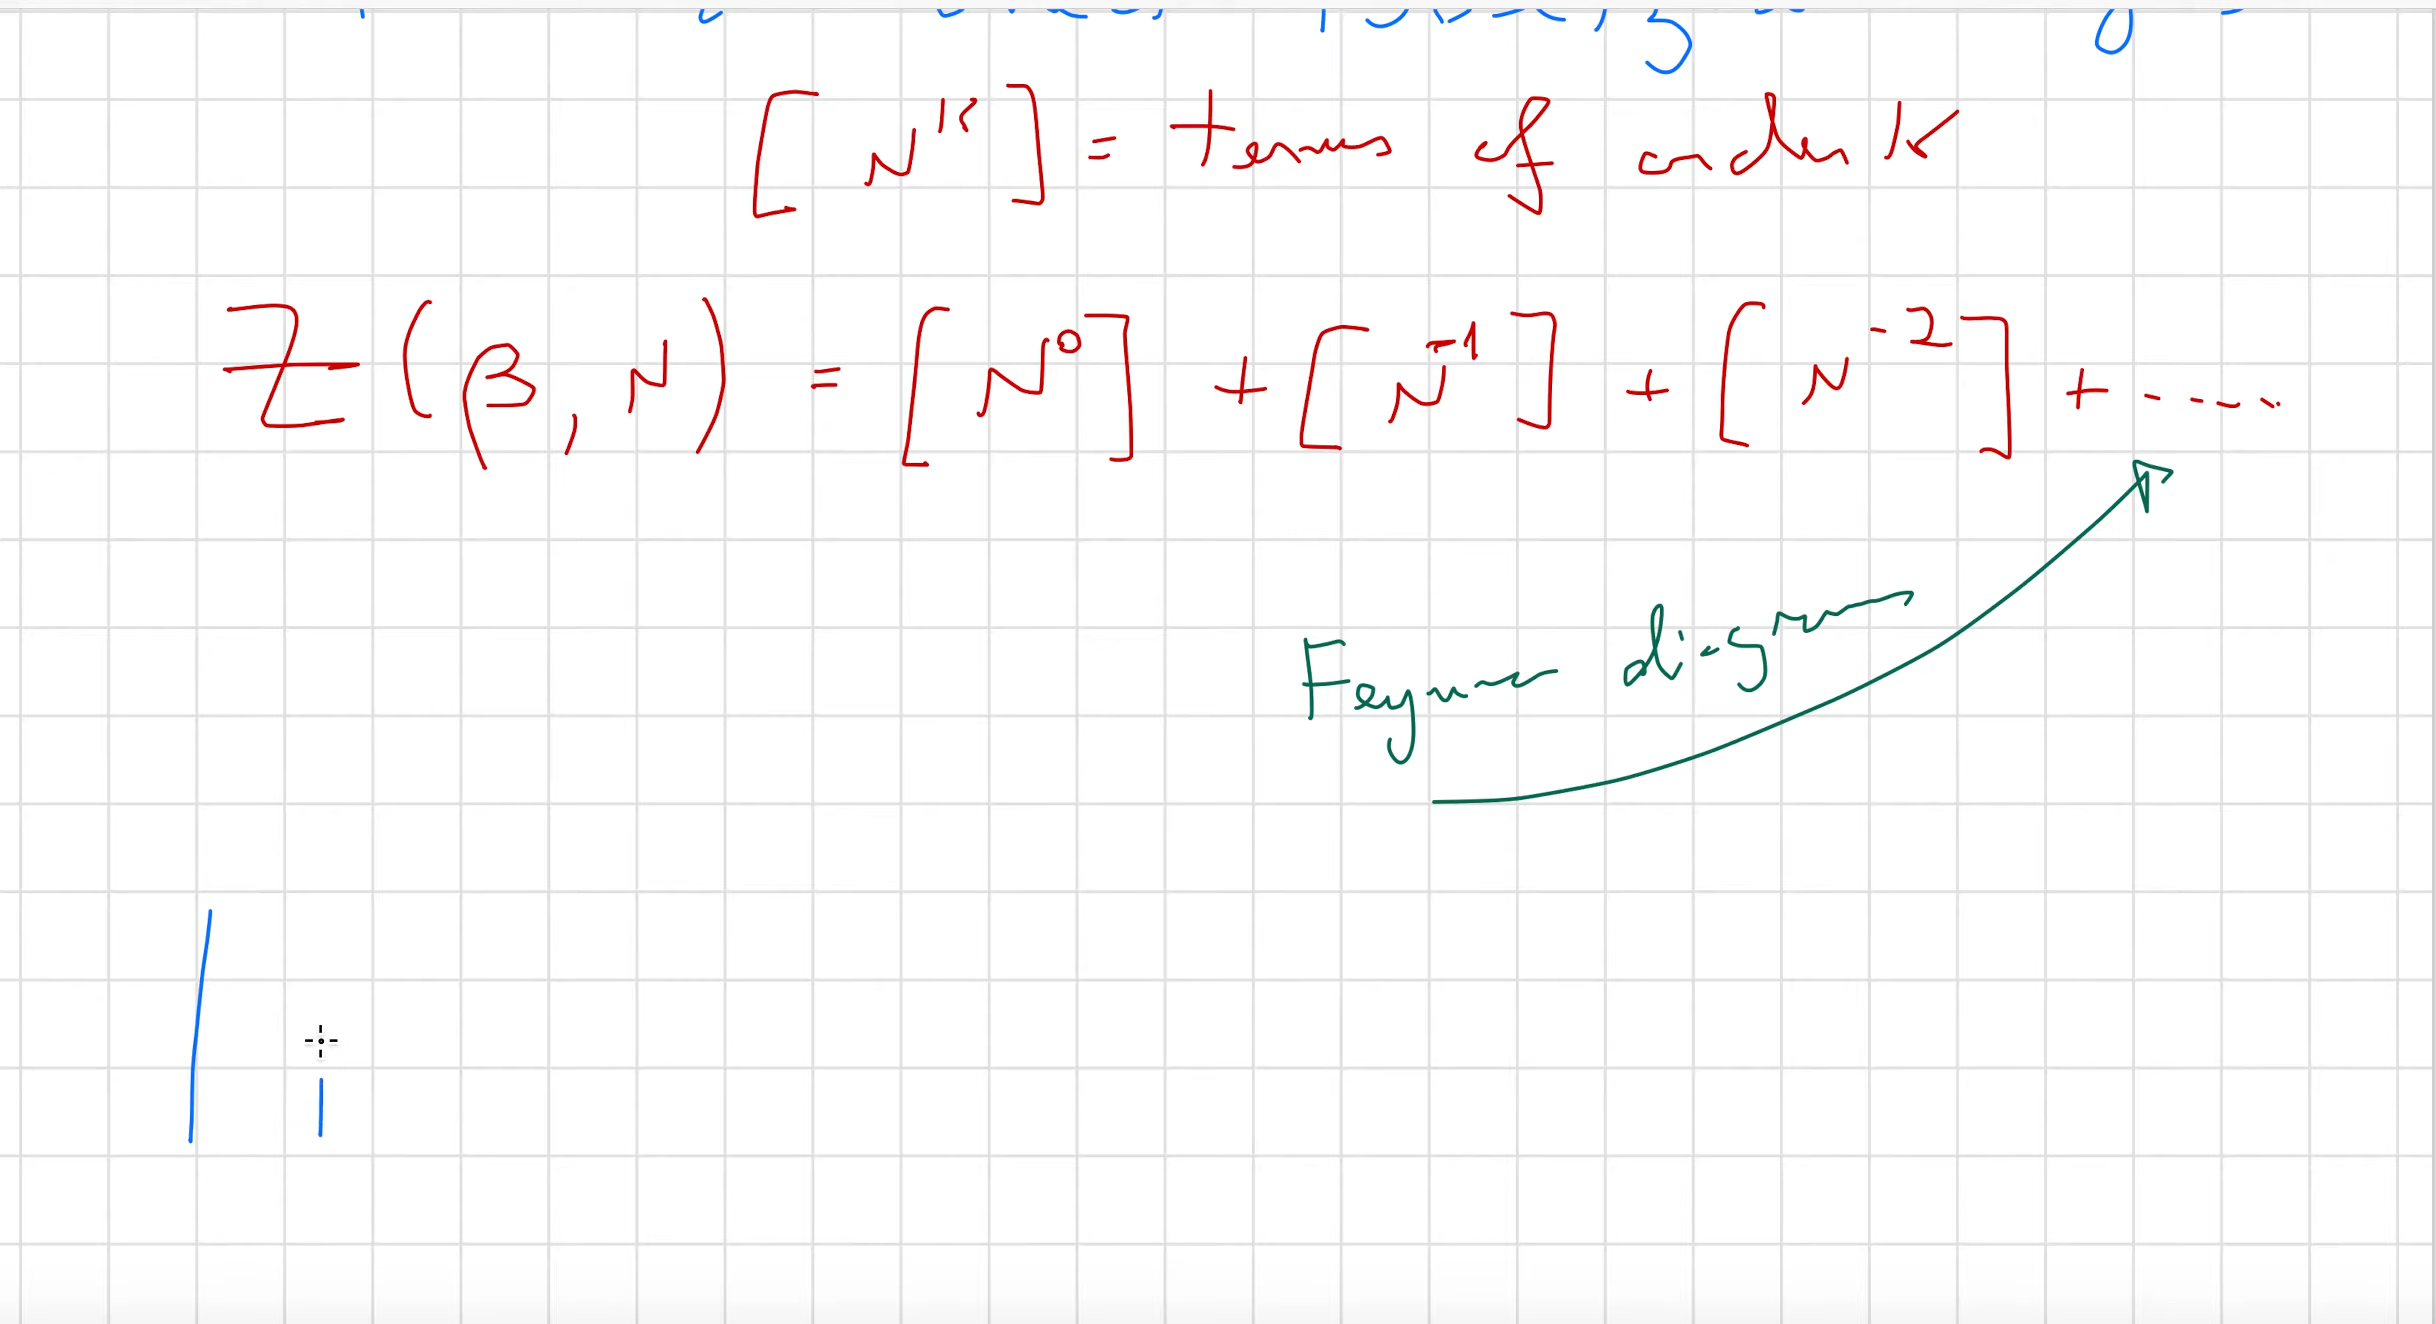 [N^K] = terms of order K
Z(β, N) = [N^0] + [N^-1] + [N^-2] + -----
Feynman diagrams